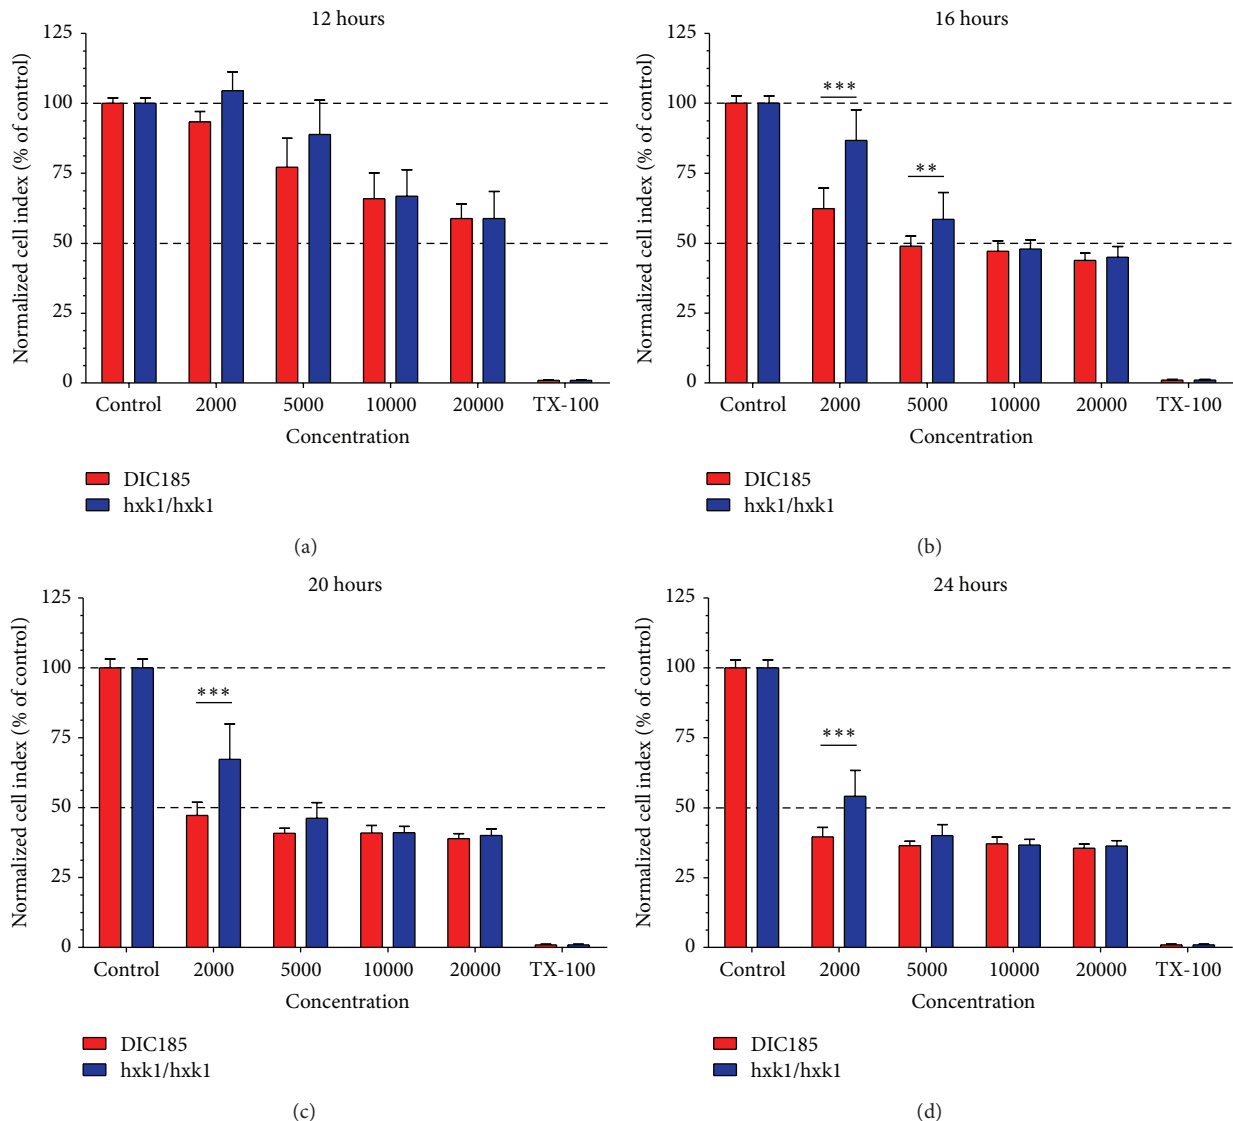 12 hours
125
100
75
50
25
0
Normalized cell index (% of control)
Control 2000 5000 10000 20000 TX-100
Concentration
DIC185
hxk1/hxk1
(a)
16 hours
125
100
75
50
25
0
Normalized cell index (% of control)
***
**
Control 2000 5000 10000 20000 TX-100
Concentration
DIC185
hxk1/hxk1
(b)
20 hours
125
100
75
50
25
0
Normalized cell index (% of control)
***
Control 2000 5000 10000 20000 TX-100
Concentration
DIC185
hxk1/hxk1
(c)
24 hours
125
100
75
50
25
0
Normalized cell index (% of control)
***
Control 2000 5000 10000 20000 TX-100
Concentration
DIC185
hxk1/hxk1
(d)